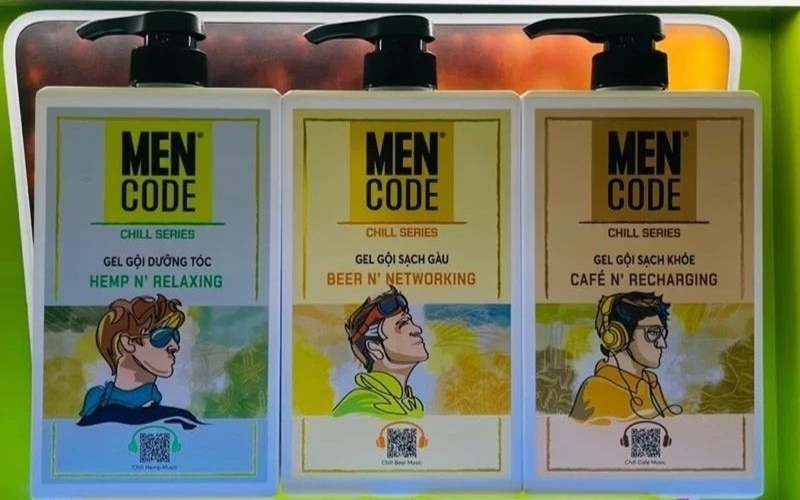 MEN®
CODE
CHILL SERIES
GEL GỘI DƯỠNG TÓC
HEMP N' RELAXING
Chill Hemp Music
MEN®
CODE
CHILL SERIES
GEL GỘI SẠCH GÀU
BEER N' NETWORKING
Chill Beer Music
MEN®
CODE
CHILL SERIES
GEL GỘI SẠCH KHỎE
CAFÉ N' RECHARGING
Chill Café Music